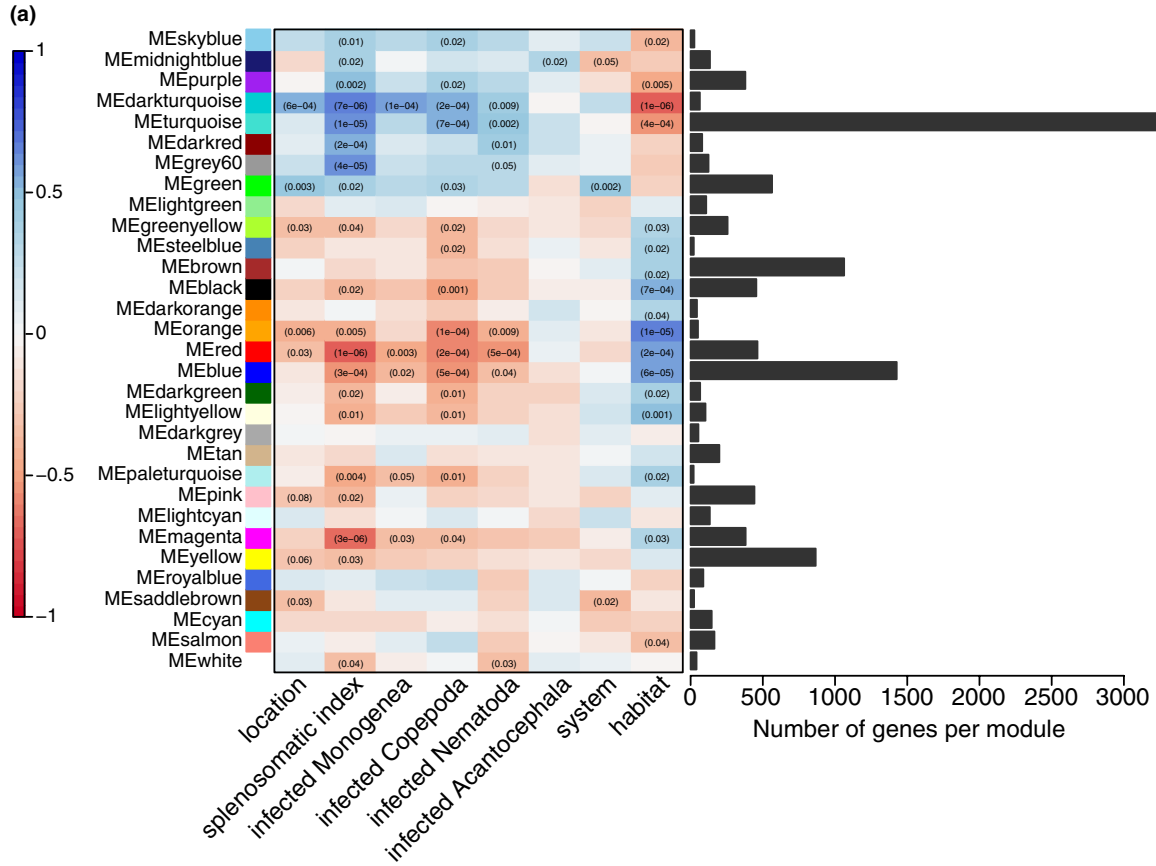 (a)
1
0.5
0
−0.5
−1
MEskyblue (0.01) (0.02) (0.02)
MEmidnightblue (0.02) (0.02) (0.05)
MEpurple (0.002) (0.02) (0.005)
MEdarkturquoise (6e−04) (7e−06) (1e−04) (2e−04) (0.009) (1e−06)
MEturquoise (1e−05) (7e−04) (0.002) (4e−04)
MEdarkred (2e−04) (0.01)
MEgrey60 (4e−05) (0.05)
MEgreen (0.003) (0.02) (0.03) (0.002)
MElightgreen
MEgreenyellow (0.03) (0.04) (0.02) (0.03)
MEsteelblue (0.02) (0.02)
MEbrown (0.02)
MEblack (0.02) (0.001) (7e−04)
MEdarkorange (0.04)
MEorange (0.006) (0.005) (1e−04) (0.009) (1e−05)
MEred (0.03) (1e−06) (0.003) (2e−04) (5e−04) (2e−04)
MEblue (3e−04) (0.02) (5e−04) (0.04) (6e−05)
MEdarkgreen (0.02) (0.01) (0.02)
MElightyellow (0.01) (0.01) (0.001)
MEdarkgrey
MEtan
MEpaleturquoise (0.004) (0.05) (0.01) (0.02)
MEpink (0.08) (0.02)
MElightcyan
MEmagenta (3e−06) (0.03) (0.04) (0.03)
MEyellow (0.06) (0.03)
MEroyalblue
MEsaddlebrown (0.03) (0.02)
MEcyan
MEsalmon (0.04)
MEwhite (0.04) (0.03)
location
splenosomatic index
infected Monogenea
infected Copepoda
infected Nematoda
infected Acantocephala
system
habitat
0 500 1000 1500 2000 2500 3000
Number of genes per module